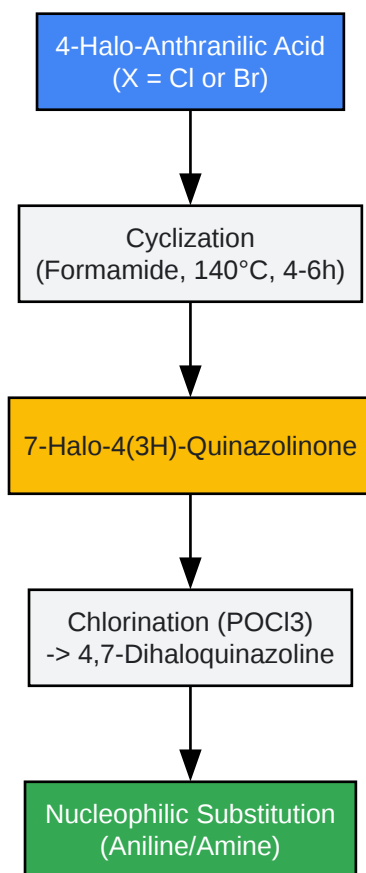 4-Halo-Anthranilic Acid
(X = Cl or Br)
Cyclization
(Formamide, 140°C, 4-6h)
7-Halo-4(3H)-Quinazolinone
Chlorination (POCl3)
-> 4,7-Dihaloquinazoline
Nucleophilic Substitution
(Aniline/Amine)